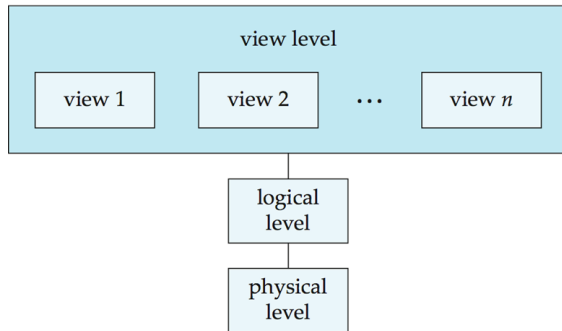 view level
view 1 view 2 ... view n
logical
level
physical
level